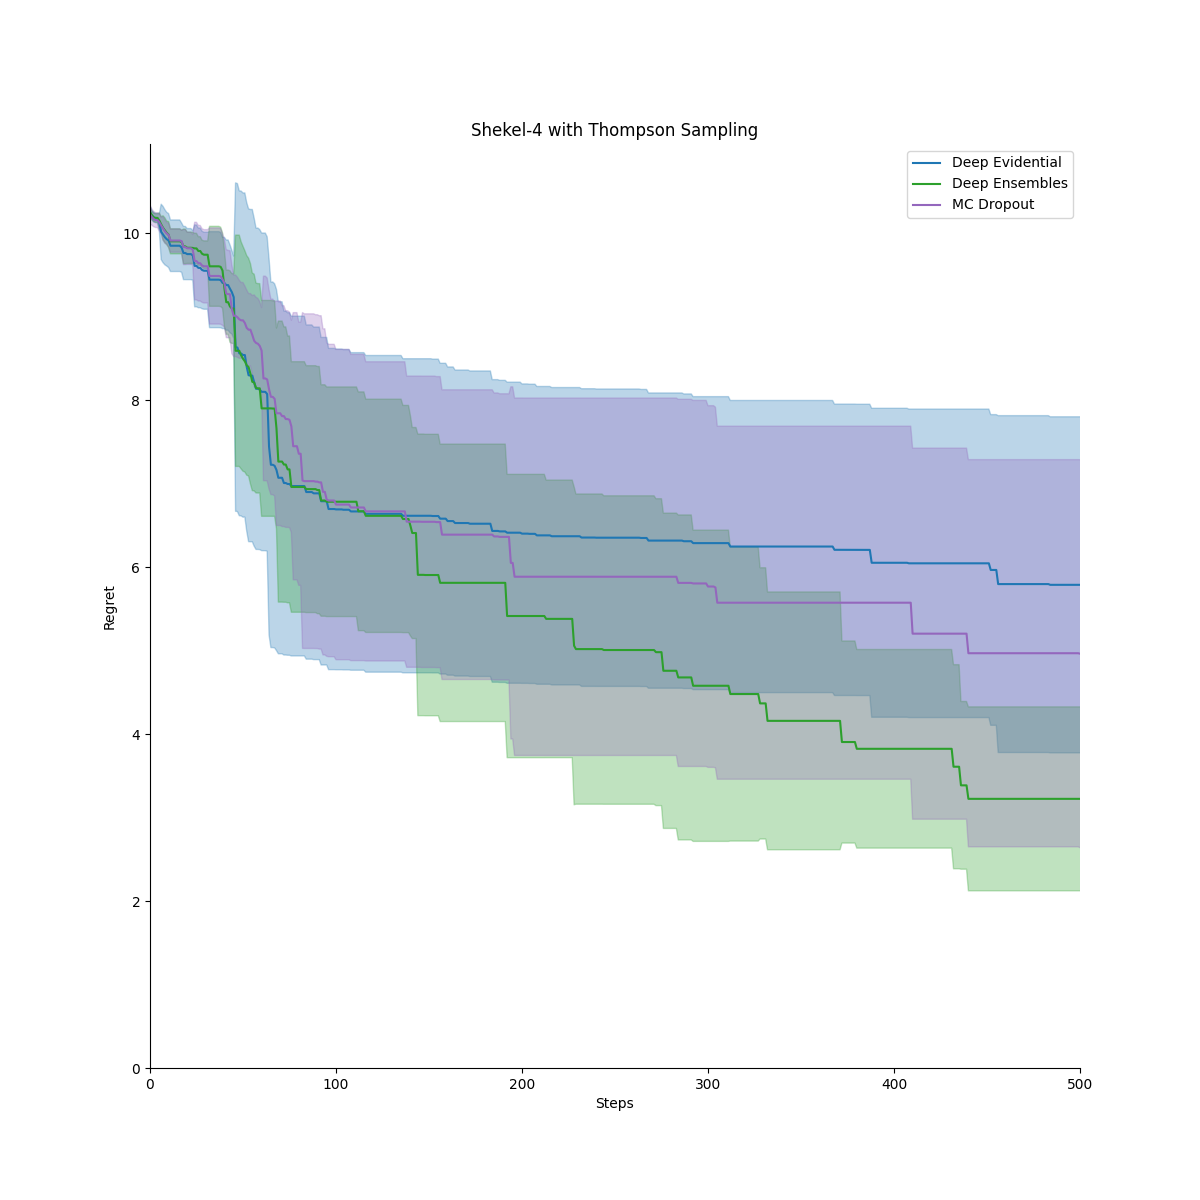 Shekel-4 with Thompson Sampling
Deep Evidential
Deep Ensembles
MC Dropout
Regret
10
8
6
4
2
0
0 100 200 300 400 500
Steps